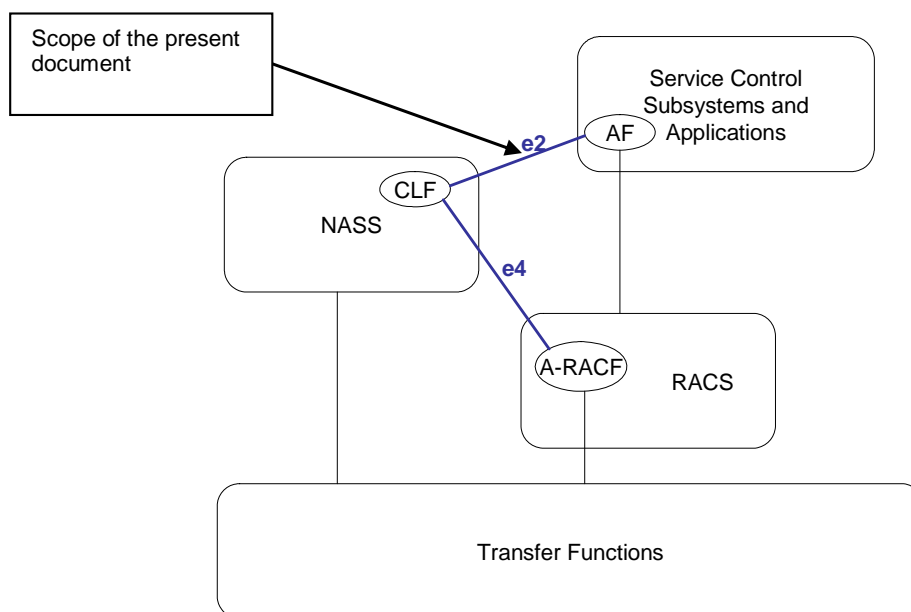 Scope of the present
document
Service Control
Subsystems and
Applications
AF
e2
CLF
NASS
e4
A-RACF
RACS
Transfer Functions